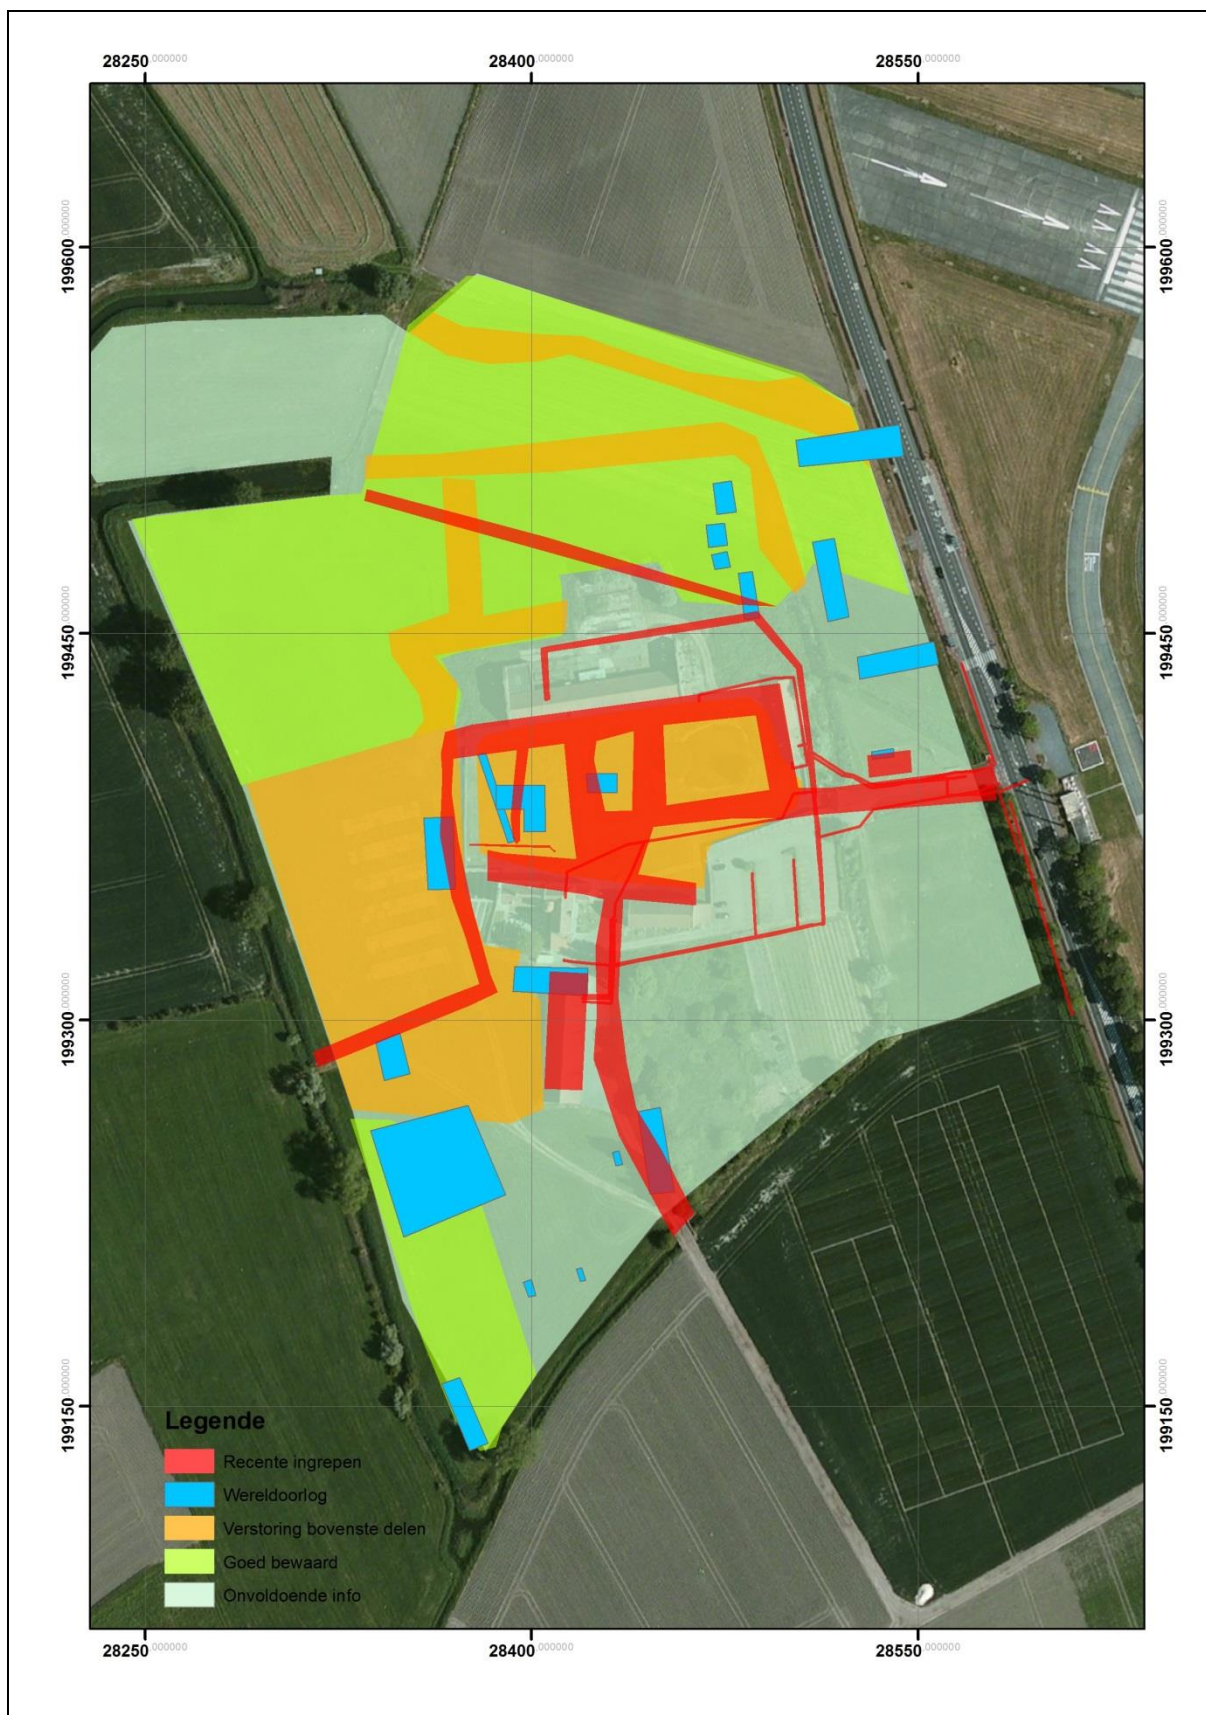 28250.000000 28400.000000 28550.000000
199600.000000 199600.000000
199450.000000 199450.000000
199300.000000 199300.000000
199150.000000 199150.000000
Legende
Recente ingrepen
Wereldoorlog
Verstoring bovenste delen
Goed bewaard
Onvoldoende info
28250.000000 28400.000000 28550.000000